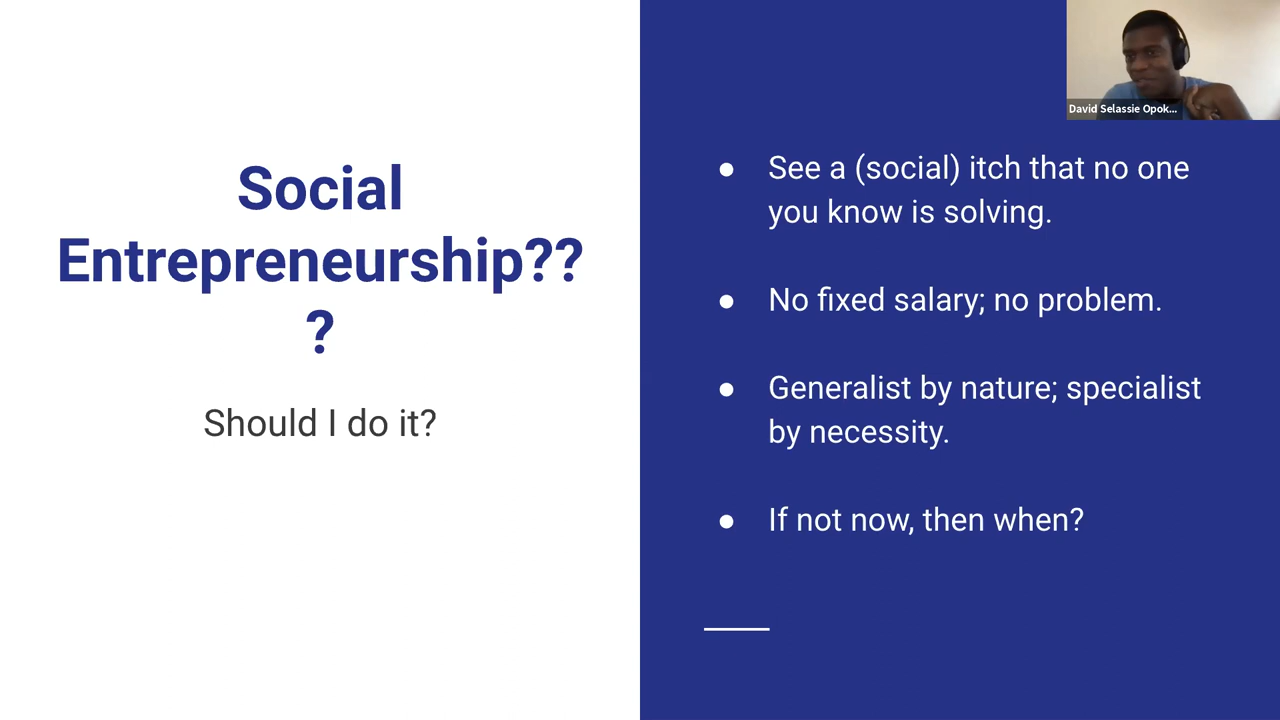 Social
Entrepreneurship??
?
Should I do it?
David Selassie Opok...
● See a (social) itch that no one
you know is solving.
● No fixed salary; no problem.
● Generalist by nature; specialist
by necessity.
● If not now, then when?